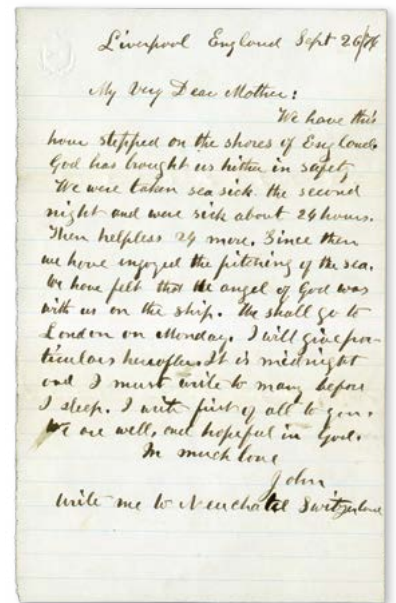 Liverpool England Sept 26/74
My Very Dear Mother:
We have this
hour stepped on the shores of England.
God has brought us hither in safety
We were taken sea sick the second
night and were sick about 24 hours.
Then helpless 24 more. Since then
we have injoyed the pitching of the sea.
We have felt that the angel of God was
with us on the ship. We shall go to
London on Monday. I will give par-
ticulars hereafter. It is midnight
and I must write to many before
I sleep. I write first of all to you.
We are well, and hopeful in God.
In much love
John
Write me to Neuchatel Switzerland